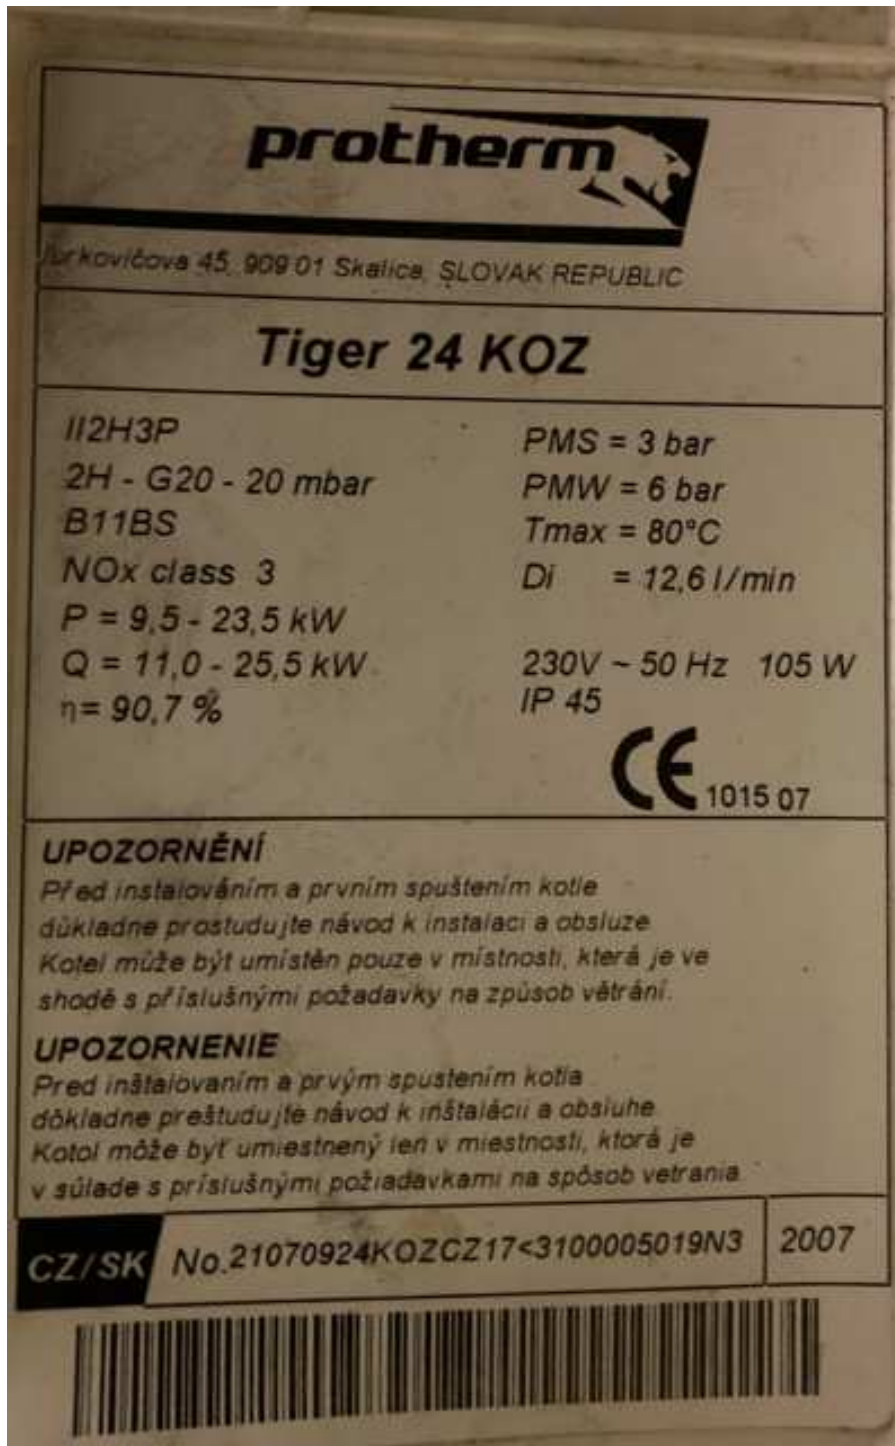 protherm
Jurkovičova 45, 909 01 Skalica, SLOVAK REPUBLIC
Tiger 24 KOZ
II2H3P
2H - G20 - 20 mbar
B11BS
NOx class 3
P = 9,5 - 23,5 kW
Q = 11,0 - 25,5 kW
η= 90,7 %
PMS = 3 bar
PMW = 6 bar
Tmax = 80°C
Di = 12,6 l/min
230V ~ 50 Hz 105 W
IP 45
CE 1015 07
UPOZORNĚNÍ
Před instalováním a prvním spuštením kotle
důkladne prostudujte návod k instalaci a obsluze
Kotel může být umístěn pouze v místnosti, která je ve
shodě s příslušnými požadavky na způsob větrání.
UPOZORNENIE
Pred inštalovaním a prvým spustením kotla
dôkladne preštudujte návod k inštalácii a obsluhe
Kotol môže byť umiestnený len v miestnosti, ktorá je
v súlade s príslušnými požiadavkami na spôsob vetrania
CZ/SK No.21070924KOZCZ17<3100005019N3 2007